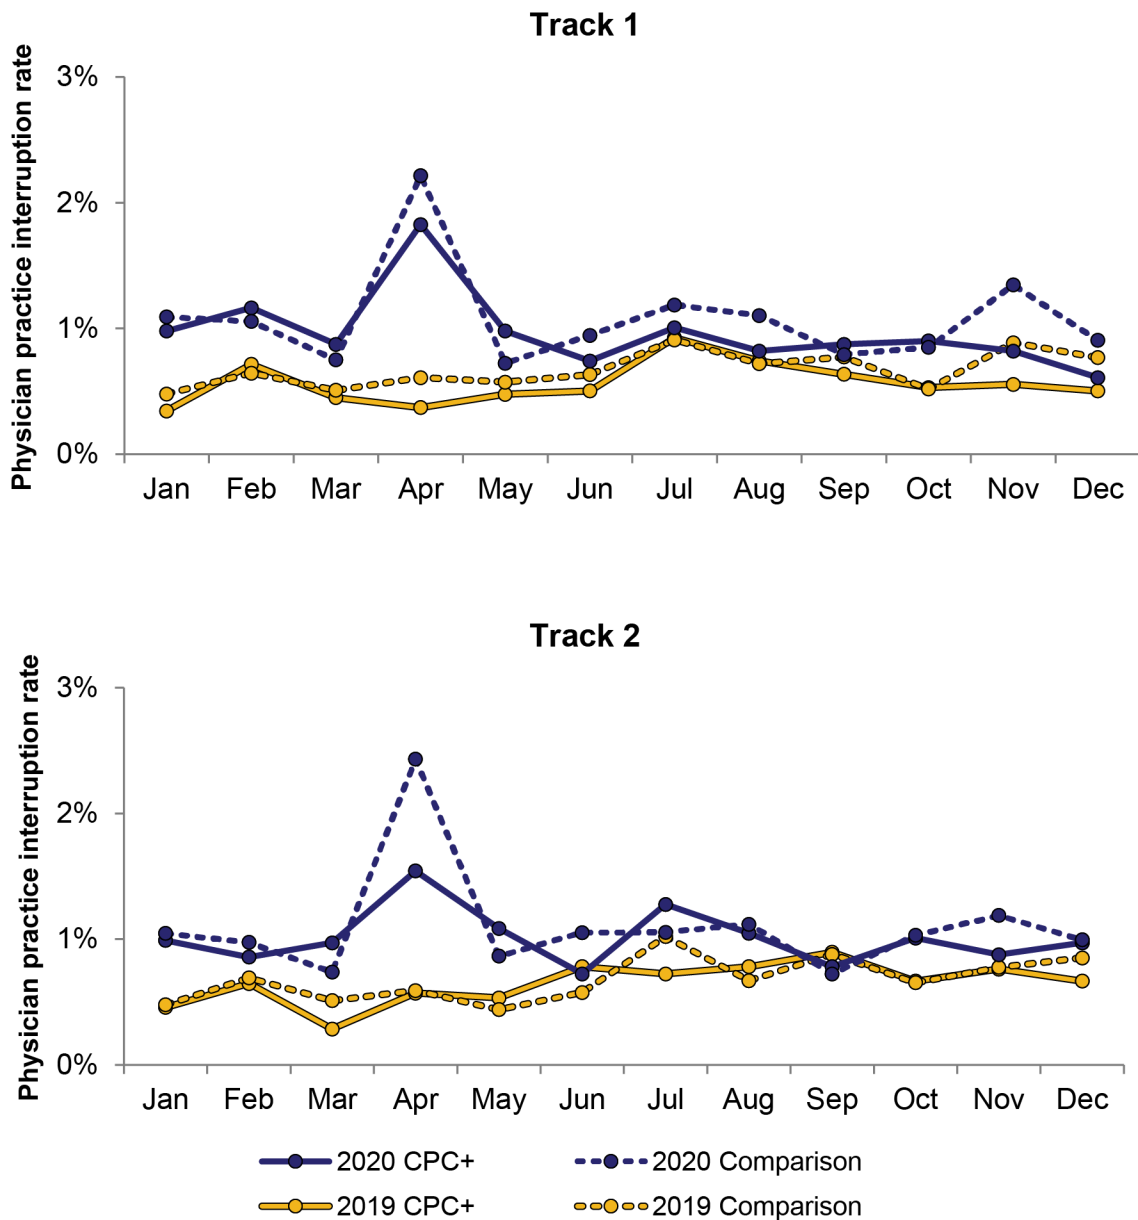 Track 1
Physician practice interruption rate
3%
2%
1%
0%
Jan Feb Mar Apr May Jun Jul Aug Sep Oct Nov Dec
Track 2
Physician practice interruption rate
3%
2%
1%
0%
Jan Feb Mar Apr May Jun Jul Aug Sep Oct Nov Dec
2020 CPC+ 2020 Comparison
2019 CPC+ 2019 Comparison